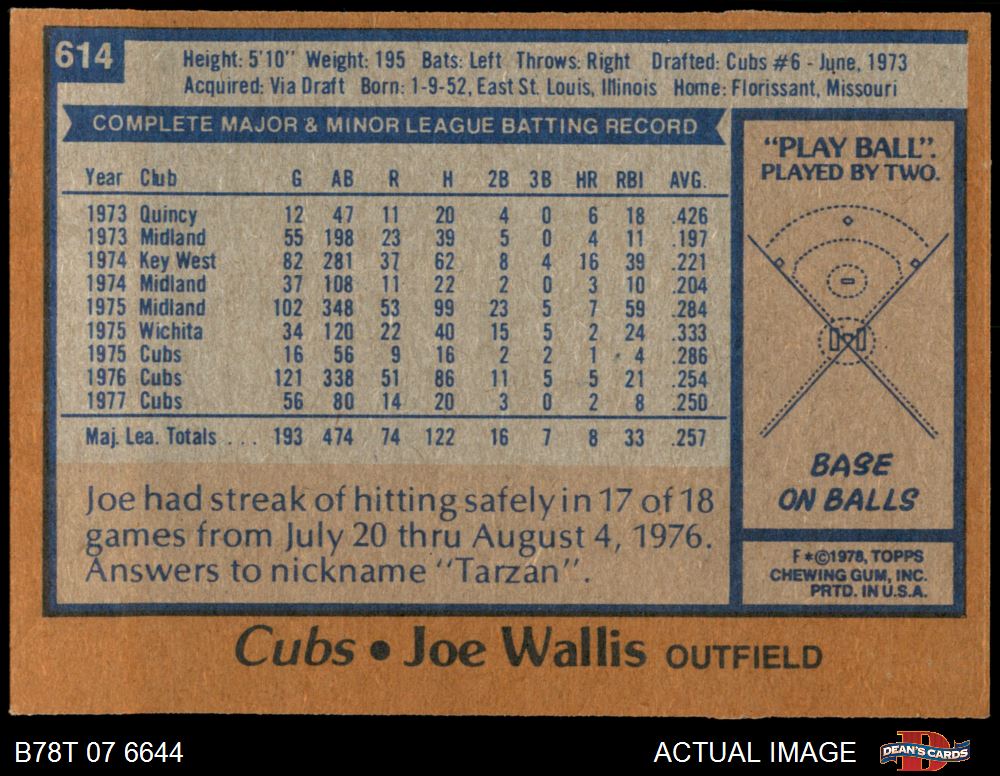 614
Height: 5'10" Weight: 195 Bats: Left Throws: Right Drafted: Cubs #6 - June, 1973
Acquired: Via Draft Born: 1-9-52, East St. Louis, Illinois Home: Florissant, Missouri
COMPLETE MAJOR & MINOR LEAGUE BATTING RECORD
Year Club G AB R H 2B 3B HR RBI AVG.
1973 Quincy 12 47 11 20 4 0 6 18 .426
1973 Midland 55 198 23 39 5 0 4 11 .197
1974 Key West 82 281 37 62 8 4 16 39 .221
1974 Midland 37 108 11 22 2 0 3 10 .204
1975 Midland 102 348 53 99 23 5 7 59 .284
1975 Wichita 34 120 22 40 15 5 2 24 .333
1975 Cubs 16 56 9 16 2 2 1 4 .286
1976 Cubs 121 338 51 86 11 5 5 21 .254
1977 Cubs 56 80 14 20 3 0 2 8 .250
Maj. Lea. Totals . . . 193 474 74 122 16 7 8 33 .257
Joe had streak of hitting safely in 17 of 18
games from July 20 thru August 4, 1976.
Answers to nickname "Tarzan".
"PLAY BALL".
PLAYED BY TWO.
BASE
ON BALLS
F*©1978, TOPPS
CHEWING GUM, INC.
PRTD. IN U.S.A.
Cubs • Joe Wallis OUTFIELD
B78T 07 6644
ACTUAL IMAGE
D
DEAN'S CARDS